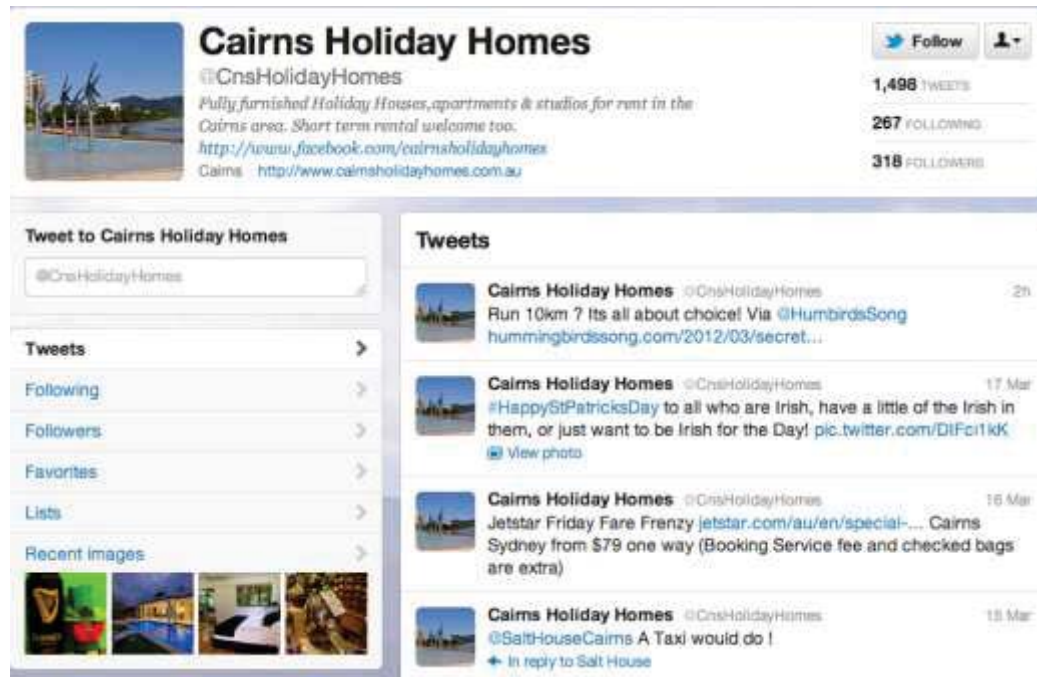 Cairns Holiday Homes
Follow
@CnsHolidayHomes
1,498 TWEETS
Fully furnished Holiday Houses,apartments & studios for rent in the
Cairns area. Short term rental welcome too.
267 FOLLOWING
http://www.facebook.com/cairnsholidayhomes
Cairns http://www.cairnsholidayhomes.com.au
318 FOLLOWERS
Tweet to Cairns Holiday Homes
@CnsHolidayHomes
Tweets
Following
Followers
Favorites
Lists
Recent images
Tweets
Cairns Holiday Homes @CnsHolidayHomes 2h
Run 10km ? Its all about choice! Via @HumbirdsSong
hummingbirdssong.com/2012/03/secret...
Cairns Holiday Homes @CnsHolidayHomes 17 Mar
#HappyStPatricksDay to all who are Irish, have a little of the Irish in
them, or just want to be Irish for the Day! pic.twitter.com/DIFci1kK
View photo
Cairns Holiday Homes @CnsHolidayHomes 16 Mar
Jetstar Friday Fare Frenzy jetstar.com/au/en/special-... Cairns
Sydney from $79 one way (Booking Service fee and checked bags
are extra)
Cairns Holiday Homes @CnsHolidayHomes 15 Mar
@SaltHouseCairns A Taxi would do !
In reply to Salt House